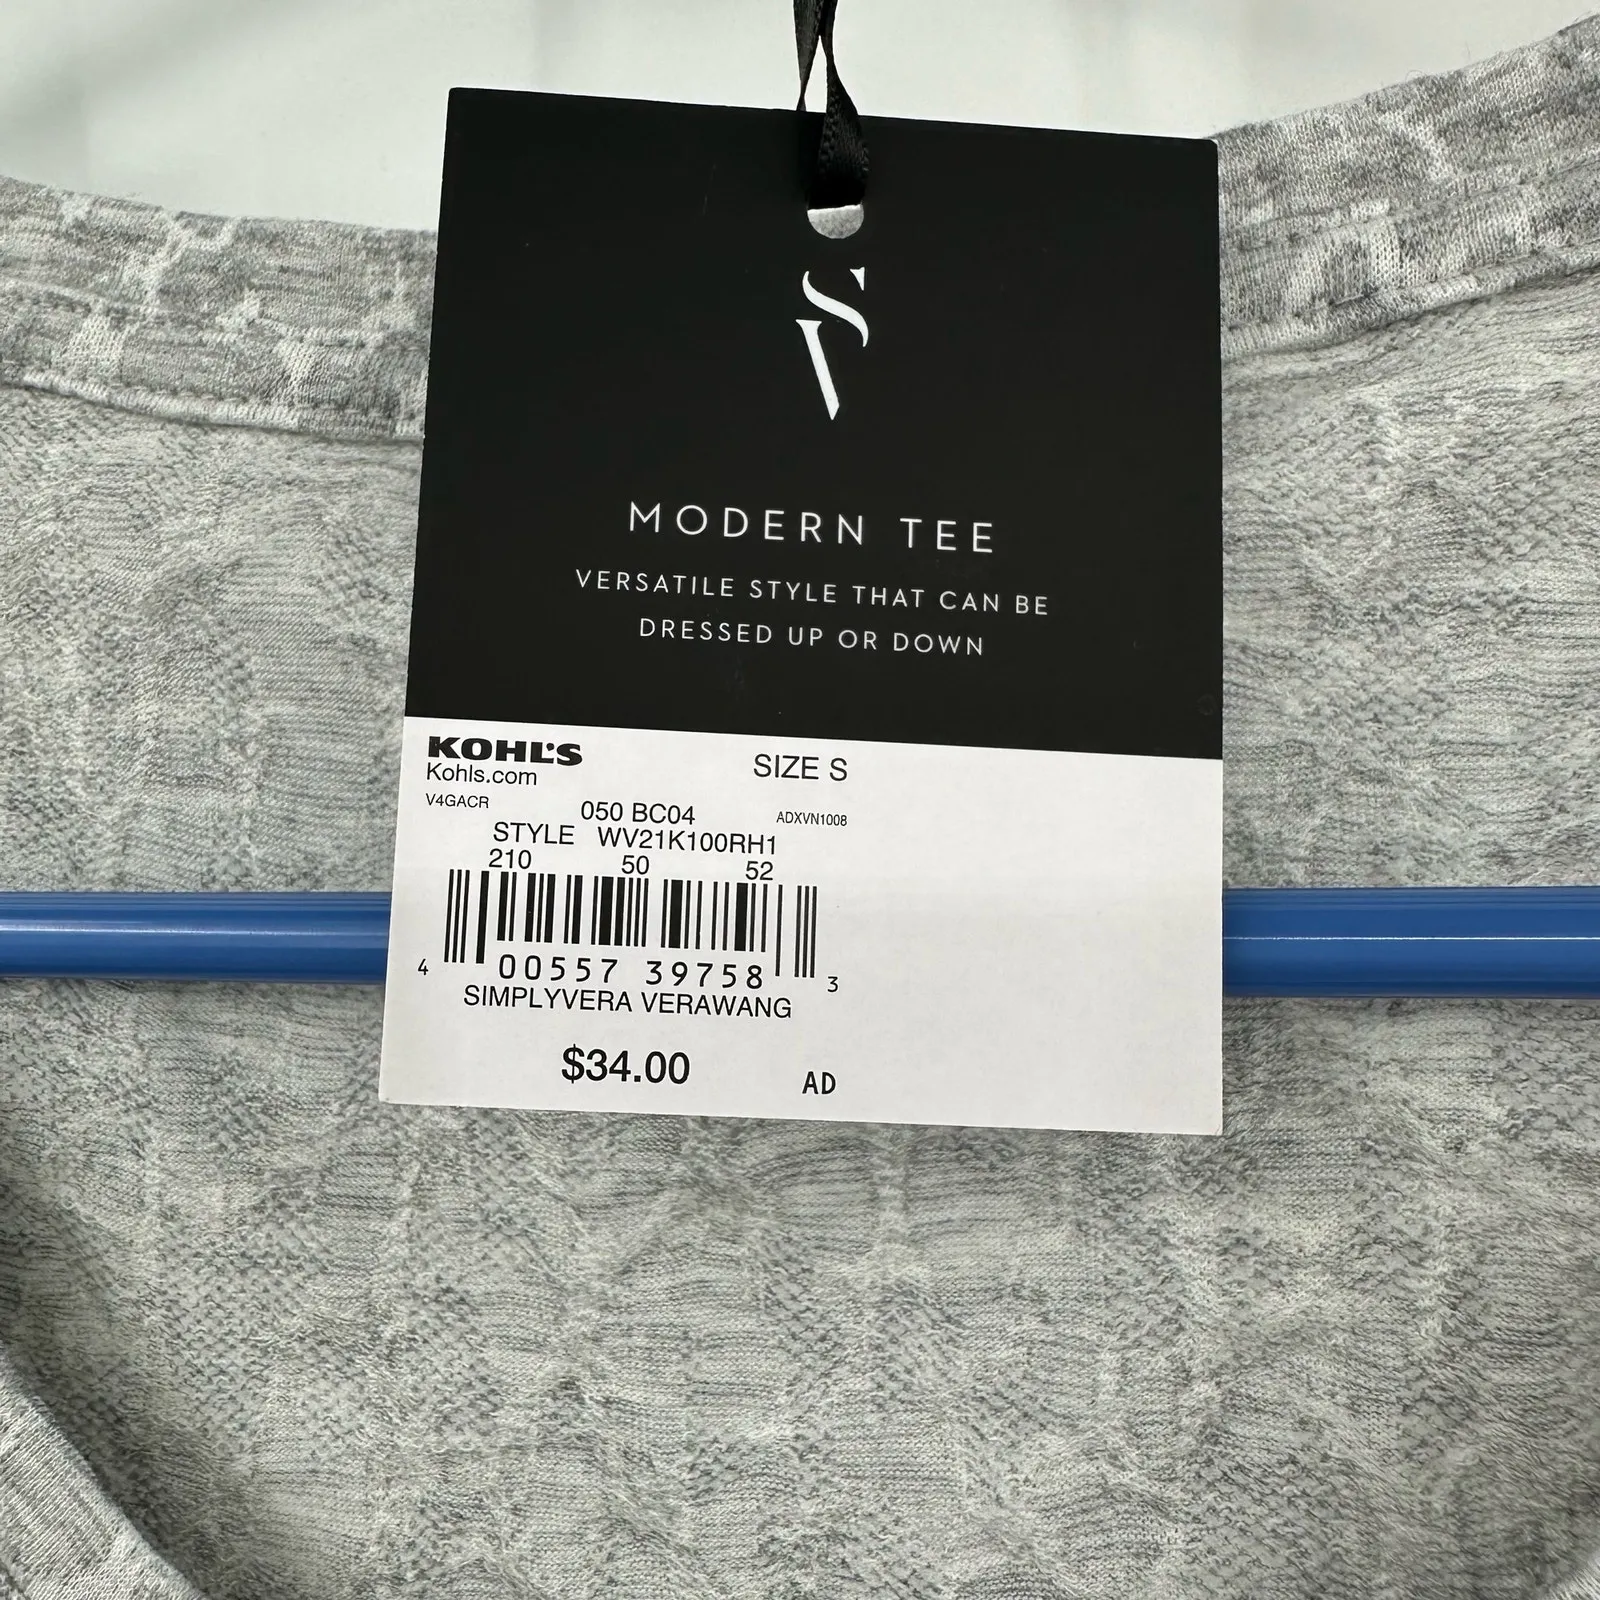 SV
MODERN TEE
VERSATILE STYLE THAT CAN BE
DRESSED UP OR DOWN
KOHL'S
SIZE S
Kohls.com
V4GACR
050 BC04
ADXVN1008
STYLE WV21K100RH1
210 50 52
4 00557 39758 3
SIMPLYVERA VERAWANG
$34.00
AD